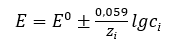 E = E⁰ ± 0,059/zᵢ lgcᵢ